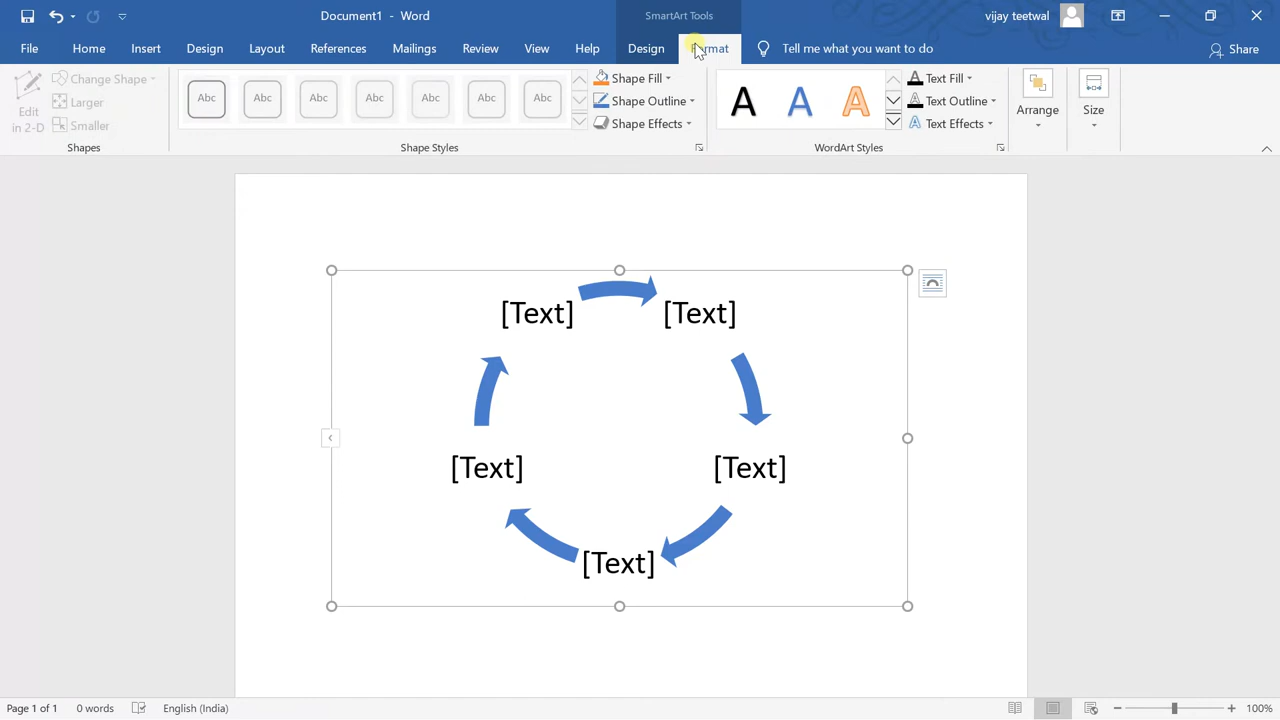 Document1 - Word
SmartArt Tools
vijay teetwal
File Home Insert Design Layout References Mailings Review View Help Design Format Tell me what you want to do Share
Edit in 2-D
Change Shape
Larger
Smaller
Shapes
Abc Abc Abc Abc Abc Abc Abc
Shape Fill
Shape Outline
Shape Effects
Shape Styles
A A A
Text Fill
Text Outline
Text Effects
WordArt Styles
Arrange
Size
[Text] [Text]
[Text] [Text]
[Text]
Page 1 of 1 0 words English (India) 100%